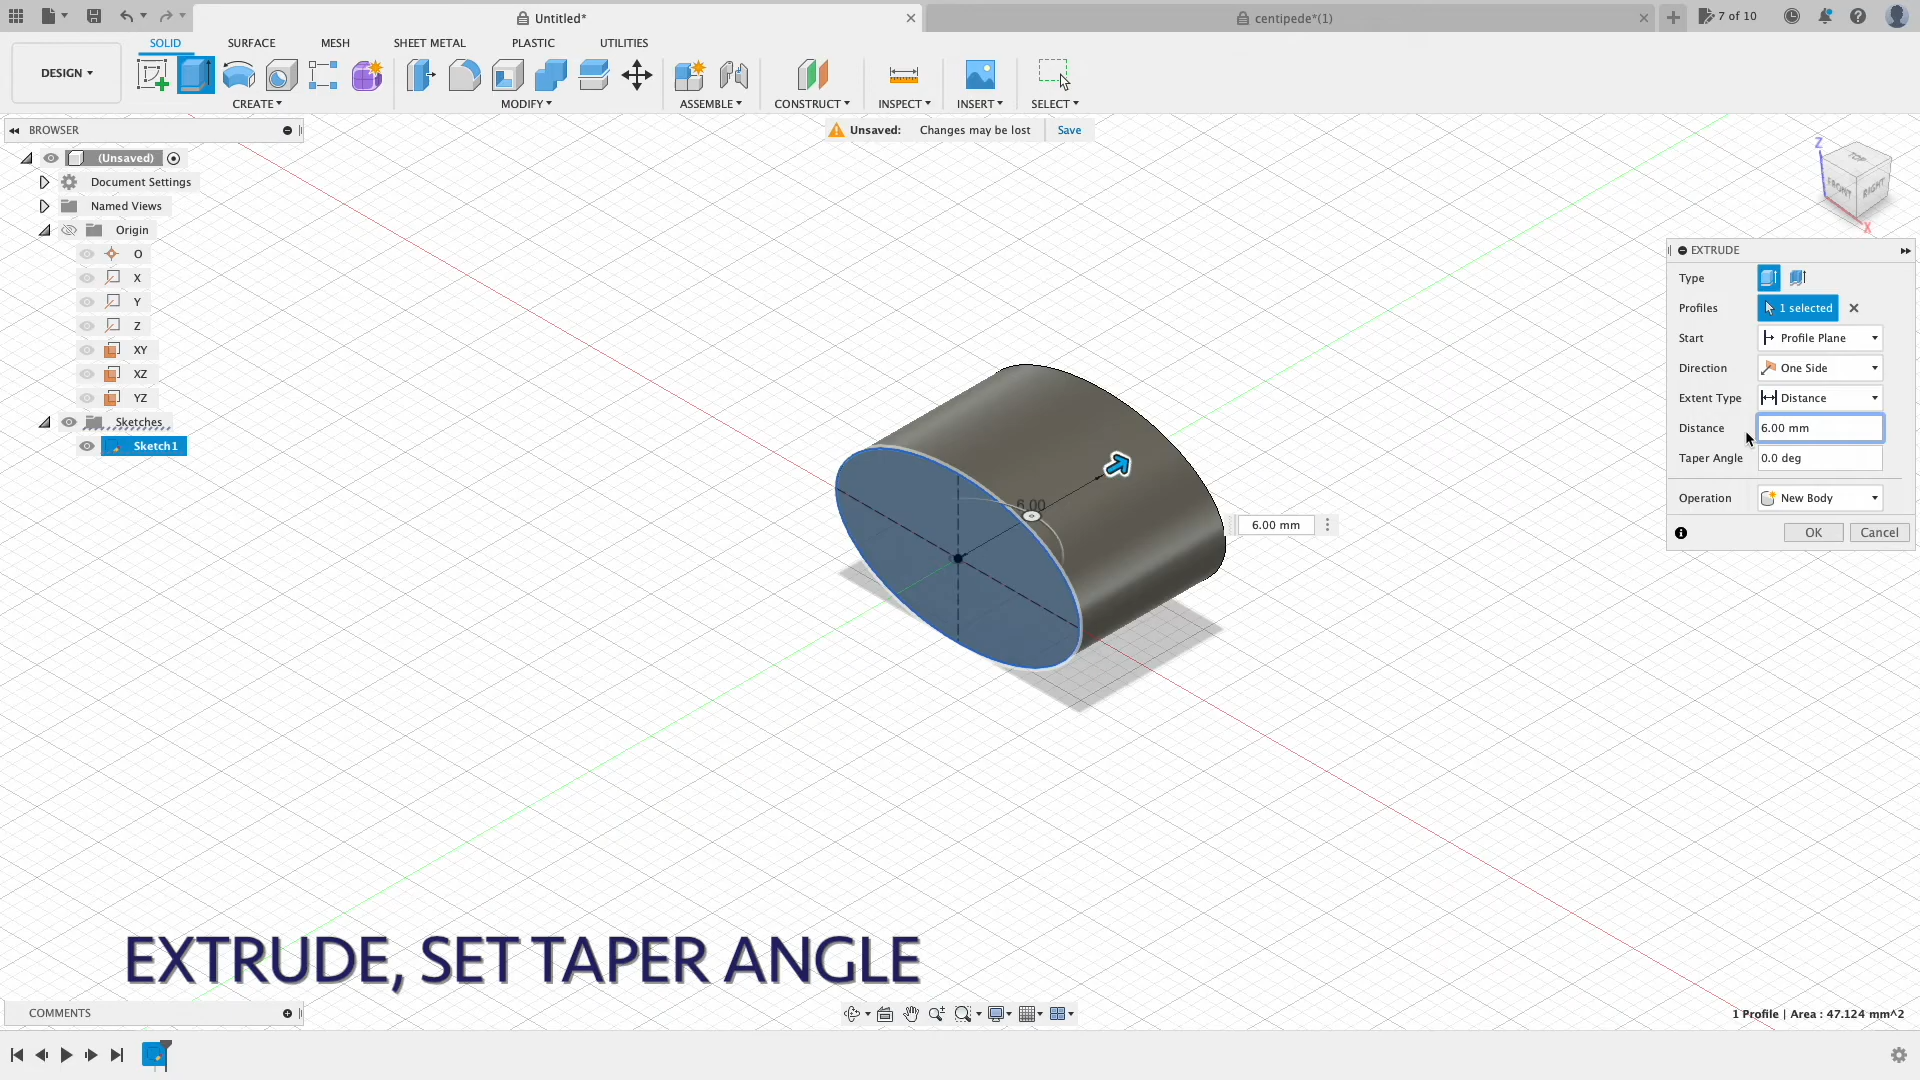 Untitled*
centipede*(1)
7 of 10
DESIGN
SOLID
SURFACE
MESH
SHEET METAL
PLASTIC
UTILITIES
CREATE
MODIFY
ASSEMBLE
CONSTRUCT
INSPECT
INSERT
SELECT
BROWSER
Unsaved: Changes may be lost
Save
(Unsaved)
Document Settings
Named Views
Origin
O
X
Y
Z
XY
XZ
YZ
Sketches
Sketch1
Z
TOP
FRONT
RIGHT
X
EXTRUDE
Type
Profiles
1 selected
Start
Profile Plane
Direction
One Side
Extent Type
Distance
Distance
6.00 mm
Taper Angle
0.0 deg
Operation
New Body
OK
Cancel
6.00
6.00 mm
EXTRUDE, SET TAPER ANGLE
COMMENTS
1 Profile | Area : 47.124 mm^2